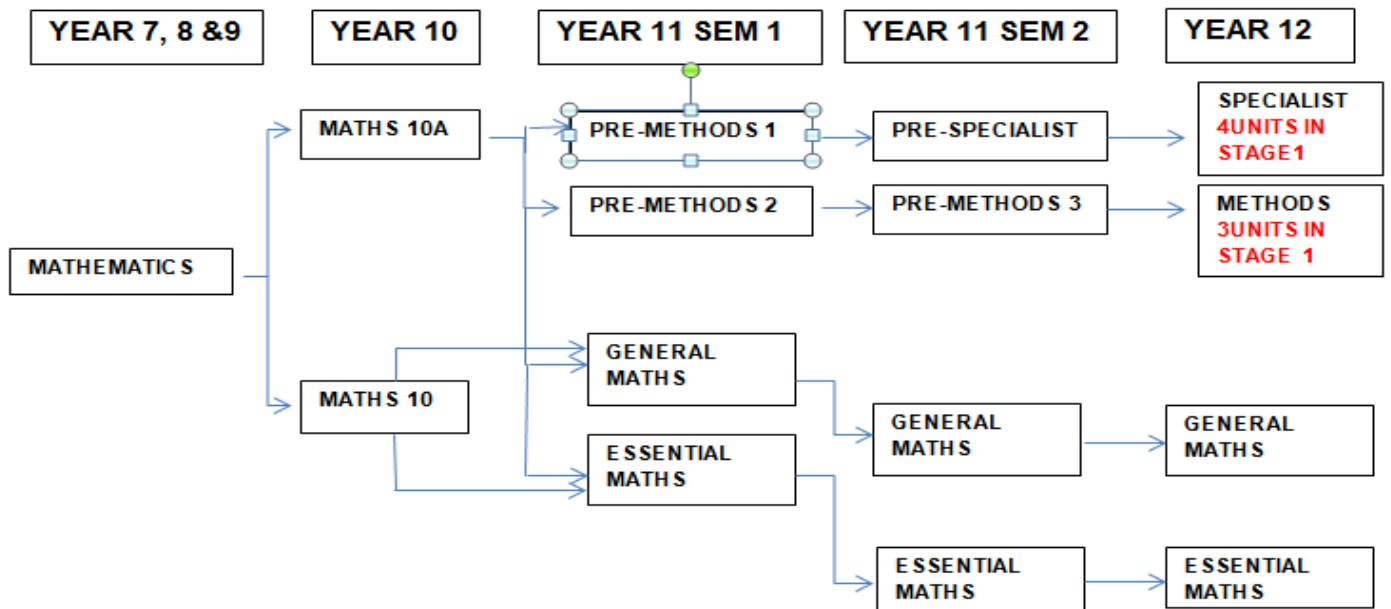 YEAR 7, 8 &9
YEAR 10
YEAR 11 SEM 1
YEAR 11 SEM 2
YEAR 12
MATHS 10A
PRE-METHODS 1
PRE-SPECIALIST
SPECIALIST
4UNITS IN
STAGE1
PRE-METHODS 2
PRE-METHODS 3
METHODS
3UNITS IN
STAGE 1
MATHEMATICS
MATHS 10
GENERAL
MATHS
GENERAL
MATHS
GENERAL
MATHS
ESSENTIAL
MATHS
ESSENTIAL
MATHS
ESSENTIAL
MATHS